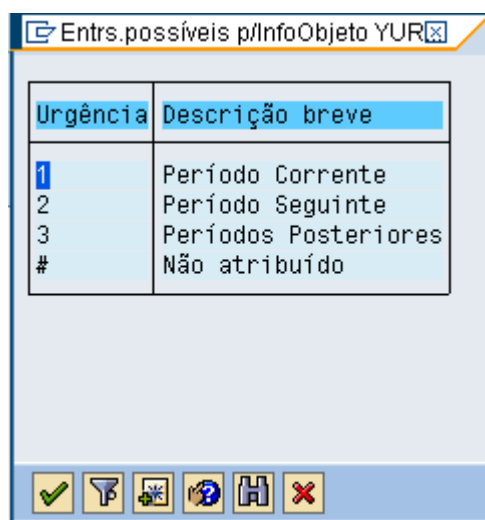 Entrs.possíveis p/InfoObjeto YUR
Urgência Descrição breve
1 Período Corrente
2 Período Seguinte
3 Períodos Posteriores
# Não atribuído